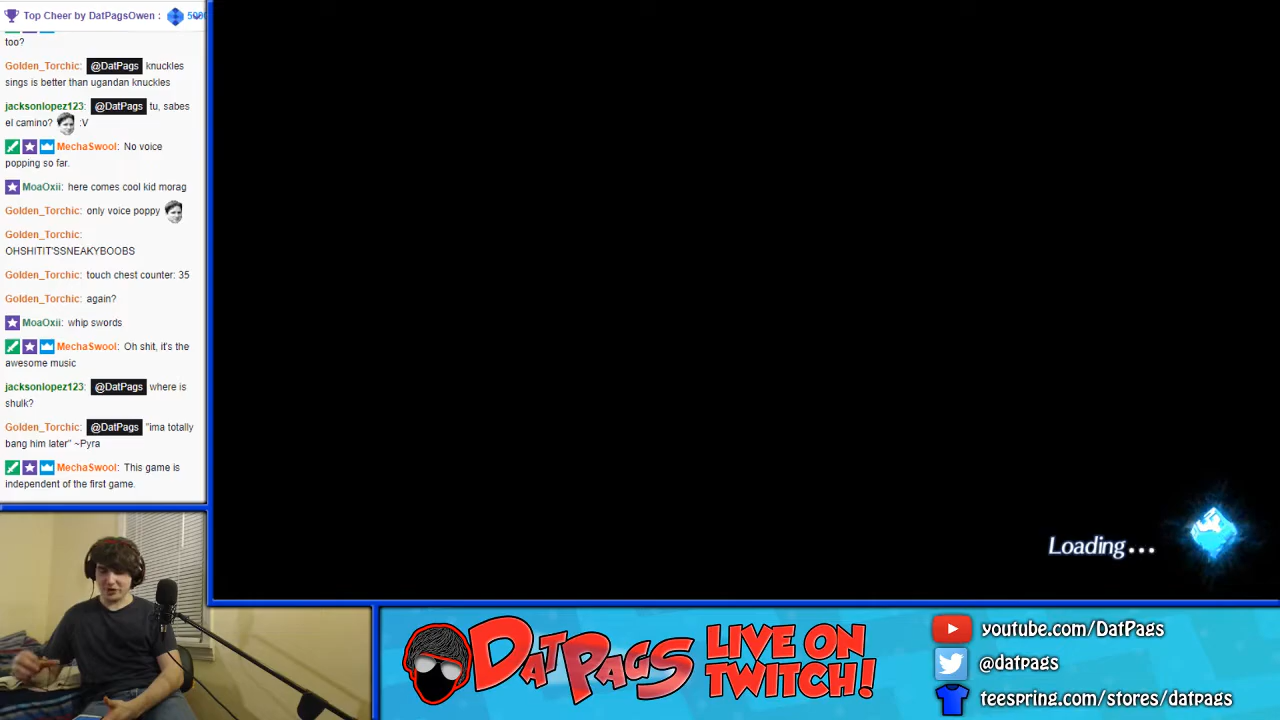 Top Cheer by DatPagsOwen :
too?
Golden_Torchic: @DatPags knuckles
sings is better than ugandan knuckles
jacksonlopez123: @DatPags tu, sabes
el camino? :V
MechaSwool: No voice
popping so far.
MoaOxii: here comes cool kid morag
Golden_Torchic: only voice poppy
Golden_Torchic:
OHSHITIT'SSNEAKYBOOBS
Golden_Torchic: touch chest counter: 35
Golden_Torchic: again?
MoaOxii: whip swords
MechaSwool: Oh shit, it's the
awesome music
jacksonlopez123: @DatPags where is
shulk?
Golden_Torchic: @DatPags "ima totally
bang him later" ~Pyra
MechaSwool: This game is
independent of the first game.
Loading...
DATPAGS
LIVE ON
TWITCH!
youtube.com/DatPags
@datpags
teespring.com/stores/datpags